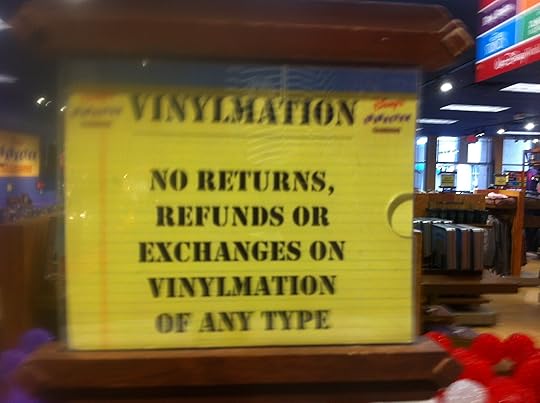 VINYLMATION
NO RETURNS,
REFUNDS OR
EXCHANGES ON
VINYLMATION
OF ANY TYPE